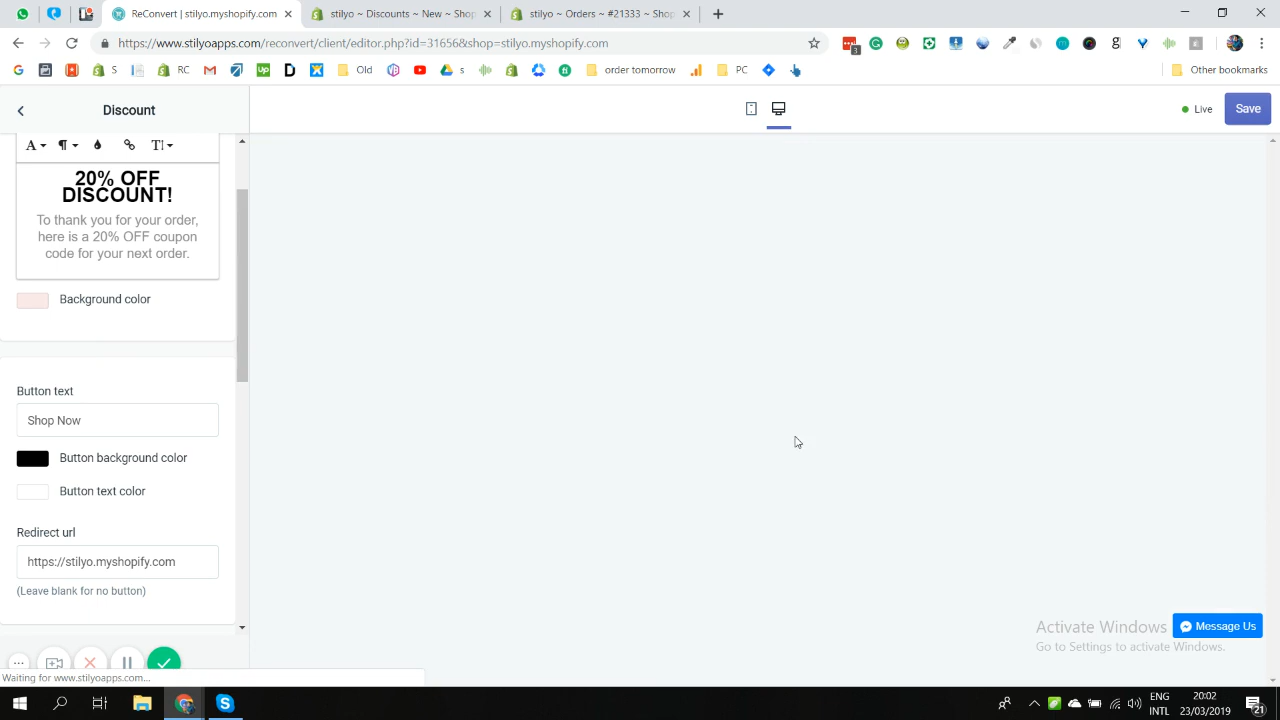 ReConvert | stilyo.myshopify.com
stilyo ~ Discounts ~ New ~ Shop
stilyo ~ Orders ~ #21333 ~ Shop
https://www.stilyoapps.com/reconvert/client/editor.php?id=31656&shop=stilyo.myshopify.com
3
S
RC
Old
s
order tomorrow
PC
Other bookmarks
Discount
Live
Save
20% OFF
DISCOUNT!
To thank you for your order,
here is a 20% OFF coupon
code for your next order.
Background color
Button text
Shop Now
Button background color
Button text color
Redirect url
https://stilyo.myshopify.com
(Leave blank for no button)
Activate Windows
Go to Settings to activate Windows.
Message Us
Waiting for www.stilyoapps.com...
ENG
INTL
20:02
23/03/2019
21